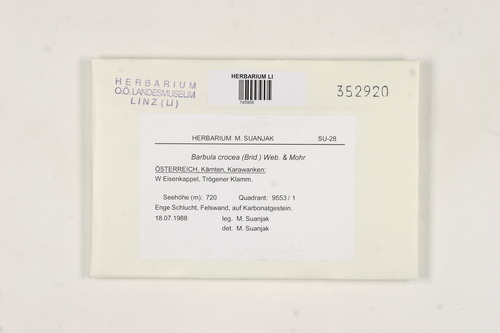 HERBARIUM LI
745956
HERBARIUM
O.Ö. LANDESMUSEUM
LINZ (LI)
352920
HERBARIUM M. SUANJAK SU-28
Barbula crocea (Brid.) Web. & Mohr
ÖSTERREICH, Kärnten, Karawanken:
W Eisenkappel, Trögener Klamm.
Seehöhe (m): 720 Quadrant: 9553 / 1
Enge Schlucht, Felswand, auf Karbonatgestein.
18.07.1988 leg. M. Suanjak
det. M. Suanjak